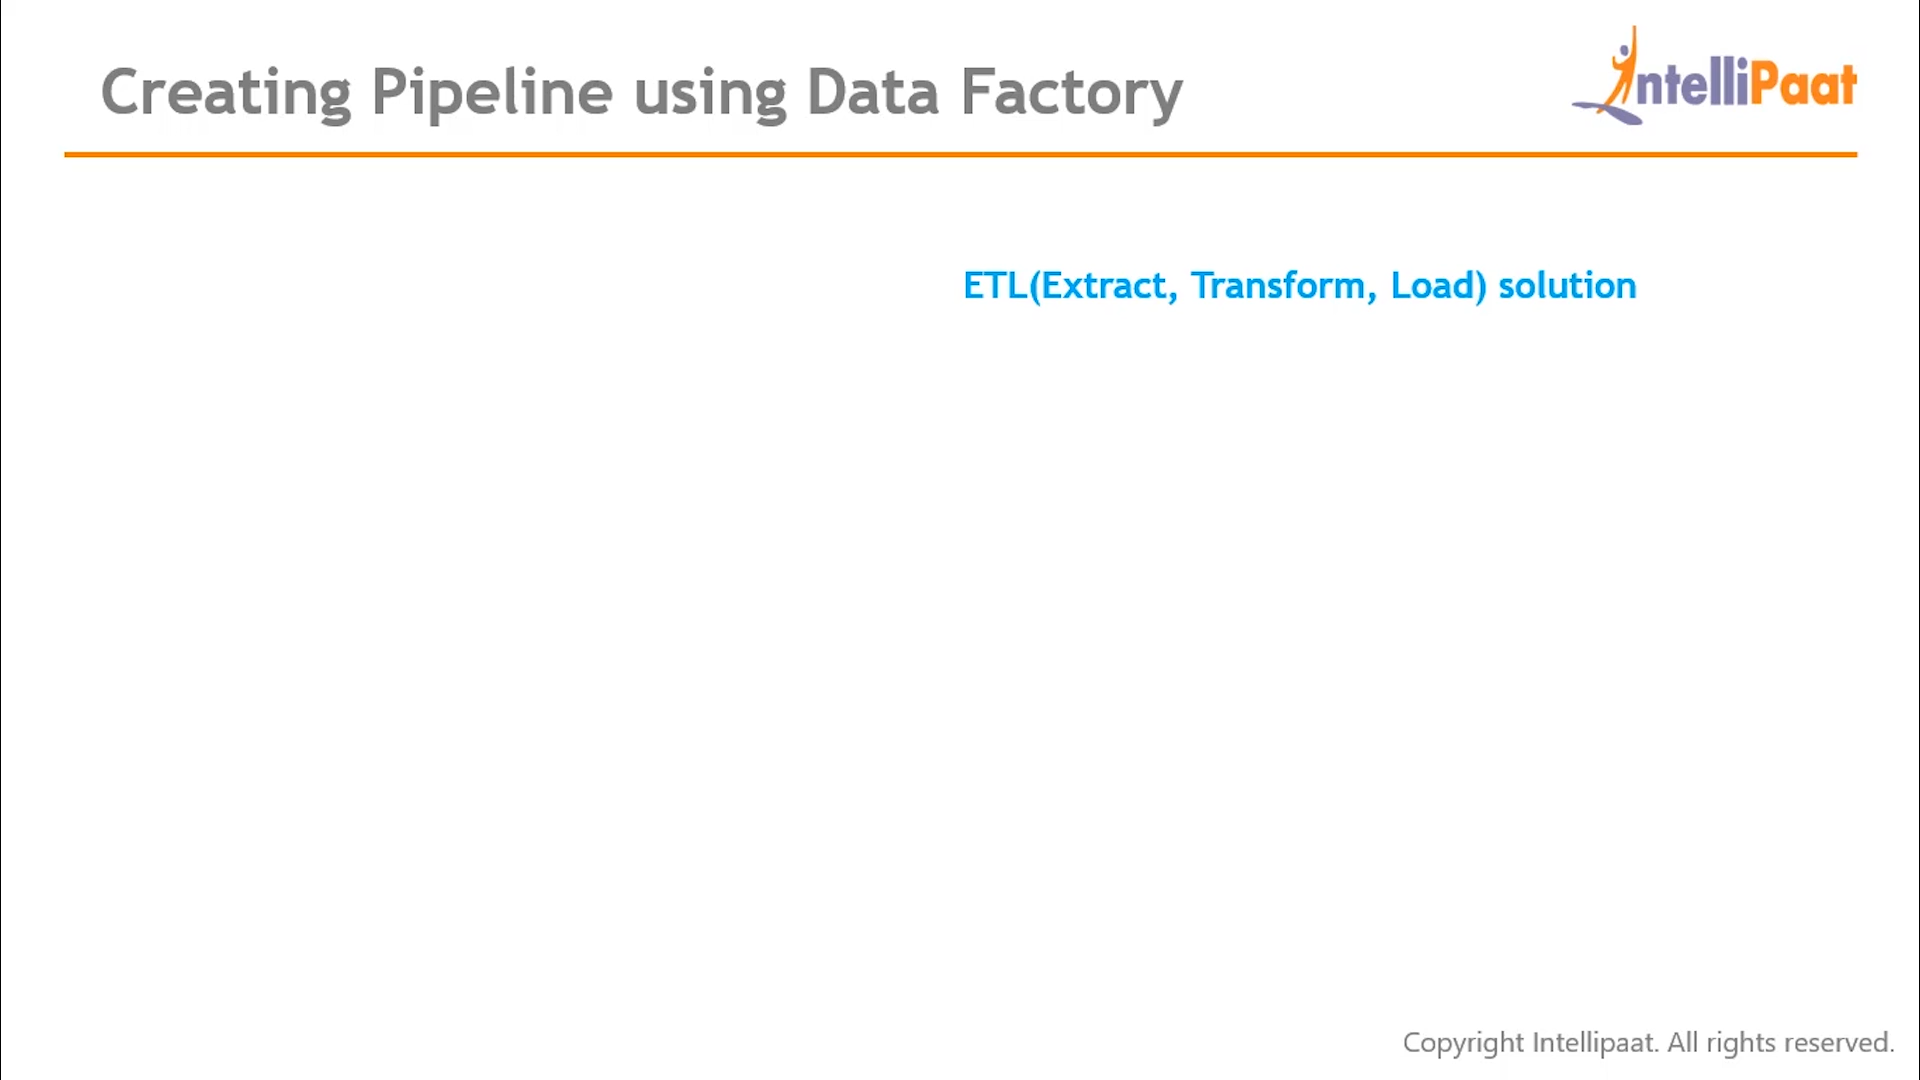 Creating Pipeline using Data Factory
IntelliPaat
ETL(Extract, Transform, Load) solution
Copyright Intellipaat. All rights reserved.